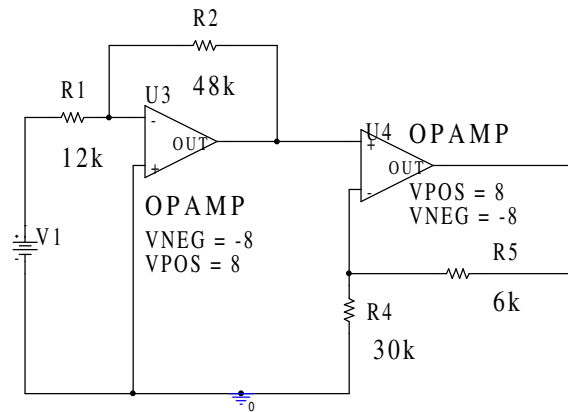 R2
48k
R1
12k
U3
-
+
OUT
OPAMP
VNEG = -8
VPOS = 8
U4
+
-
OUT
OPAMP
VPOS = 8
VNEG = -8
R5
6k
R4
30k
+
-
V1
0